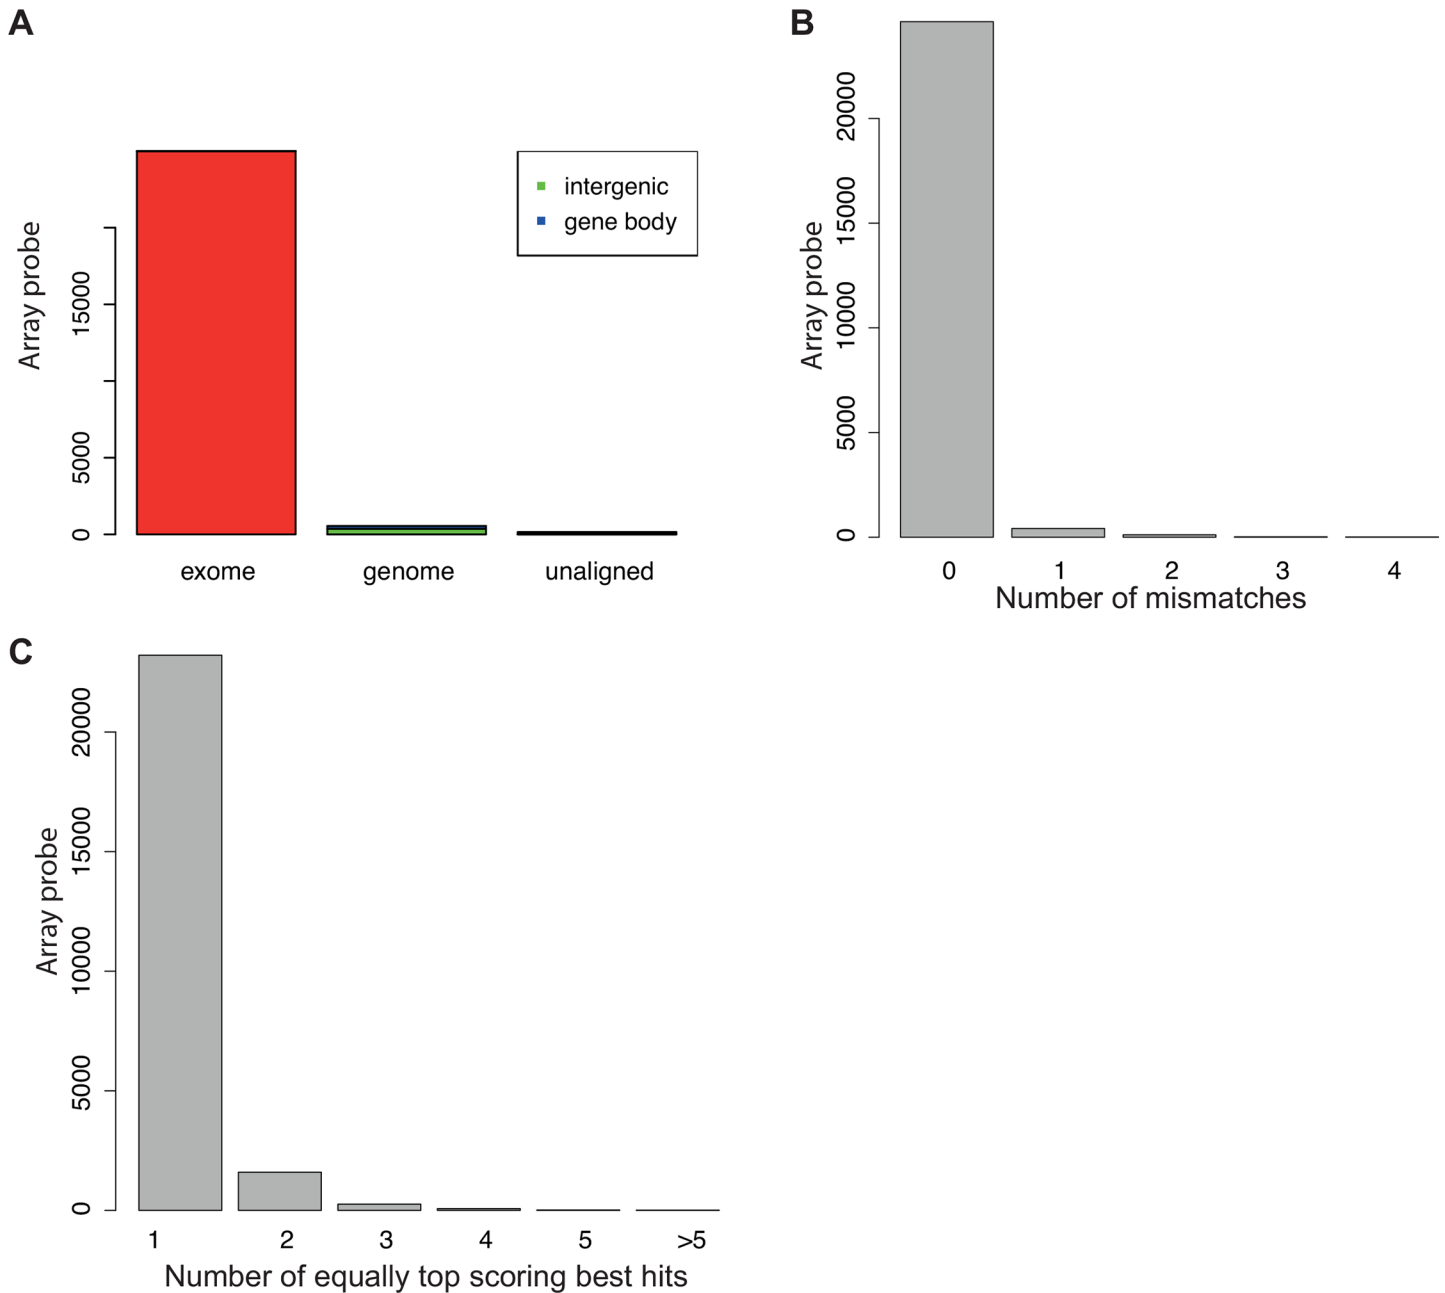 A
Array probe
0
5000
15000
intergenic
gene body
exome genome unaligned
B
Array probe
0
5000
10000
15000
20000
0 1 2 3 4
Number of mismatches
C
Array probe
0
5000
10000
15000
20000
1 2 3 4 5 >5
Number of equally top scoring best hits